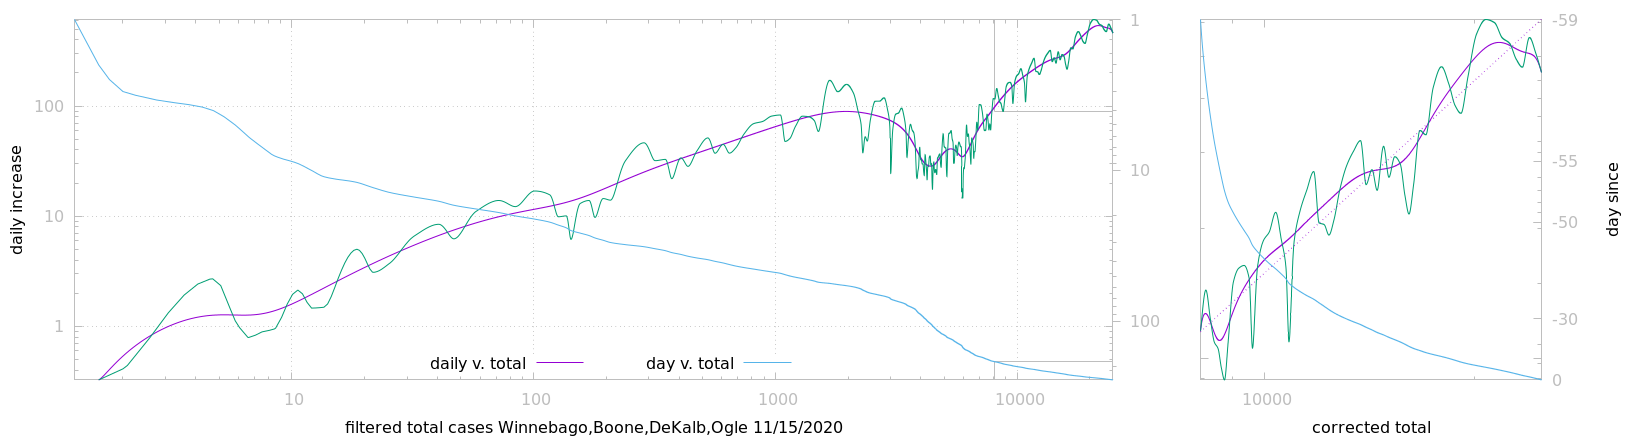 daily increase
100
10
1
1
10
100
daily v. total
day v. total
10
100
1000
10000
filtered total cases Winnebago,Boone,DeKalb,Ogle 11/15/2020
-59
-55
-50
-30
0
day since
10000
corrected total